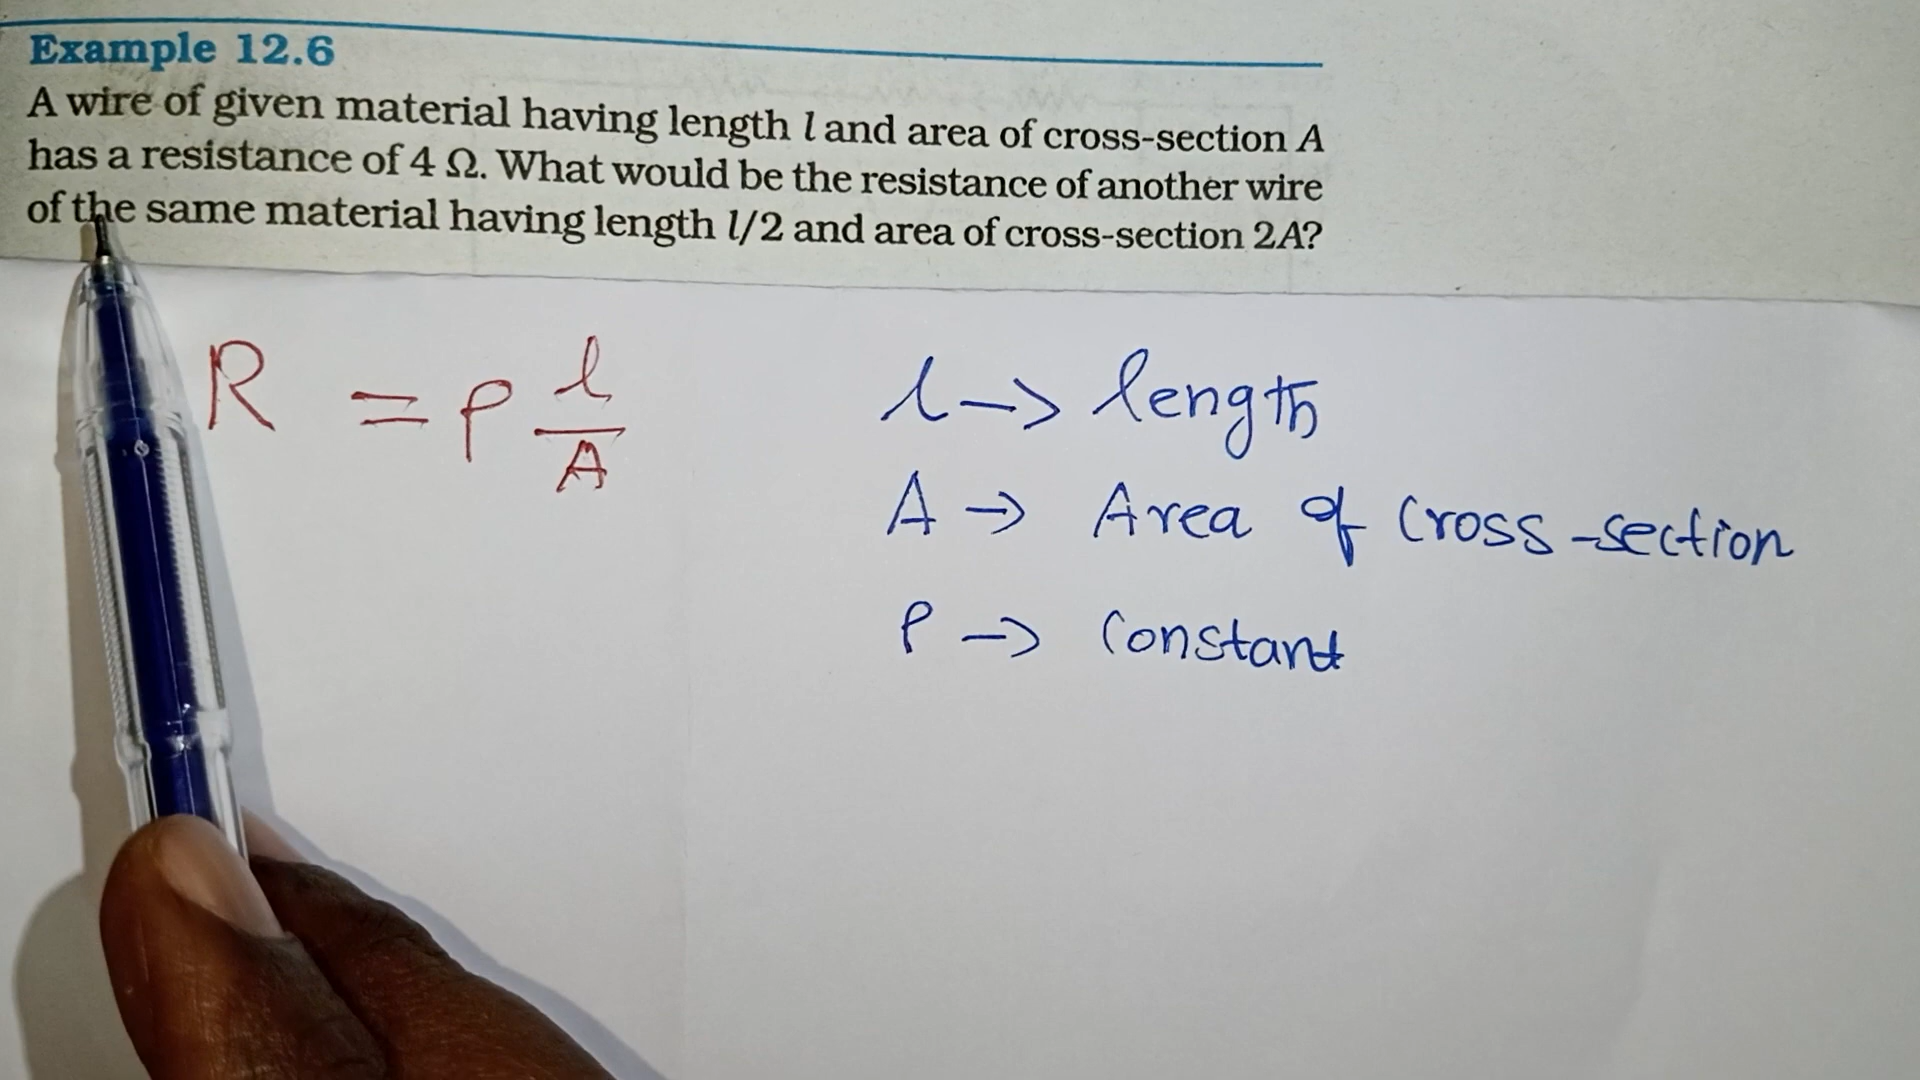 Example 12.6
A wire of given material having length l and area of cross-section A
has a resistance of 4 Ω. What would be the resistance of another wire
of the same material having length l/2 and area of cross-section 2A?
R = ρ l/A
l -> length
A -> Area of cross-section
ρ -> constant